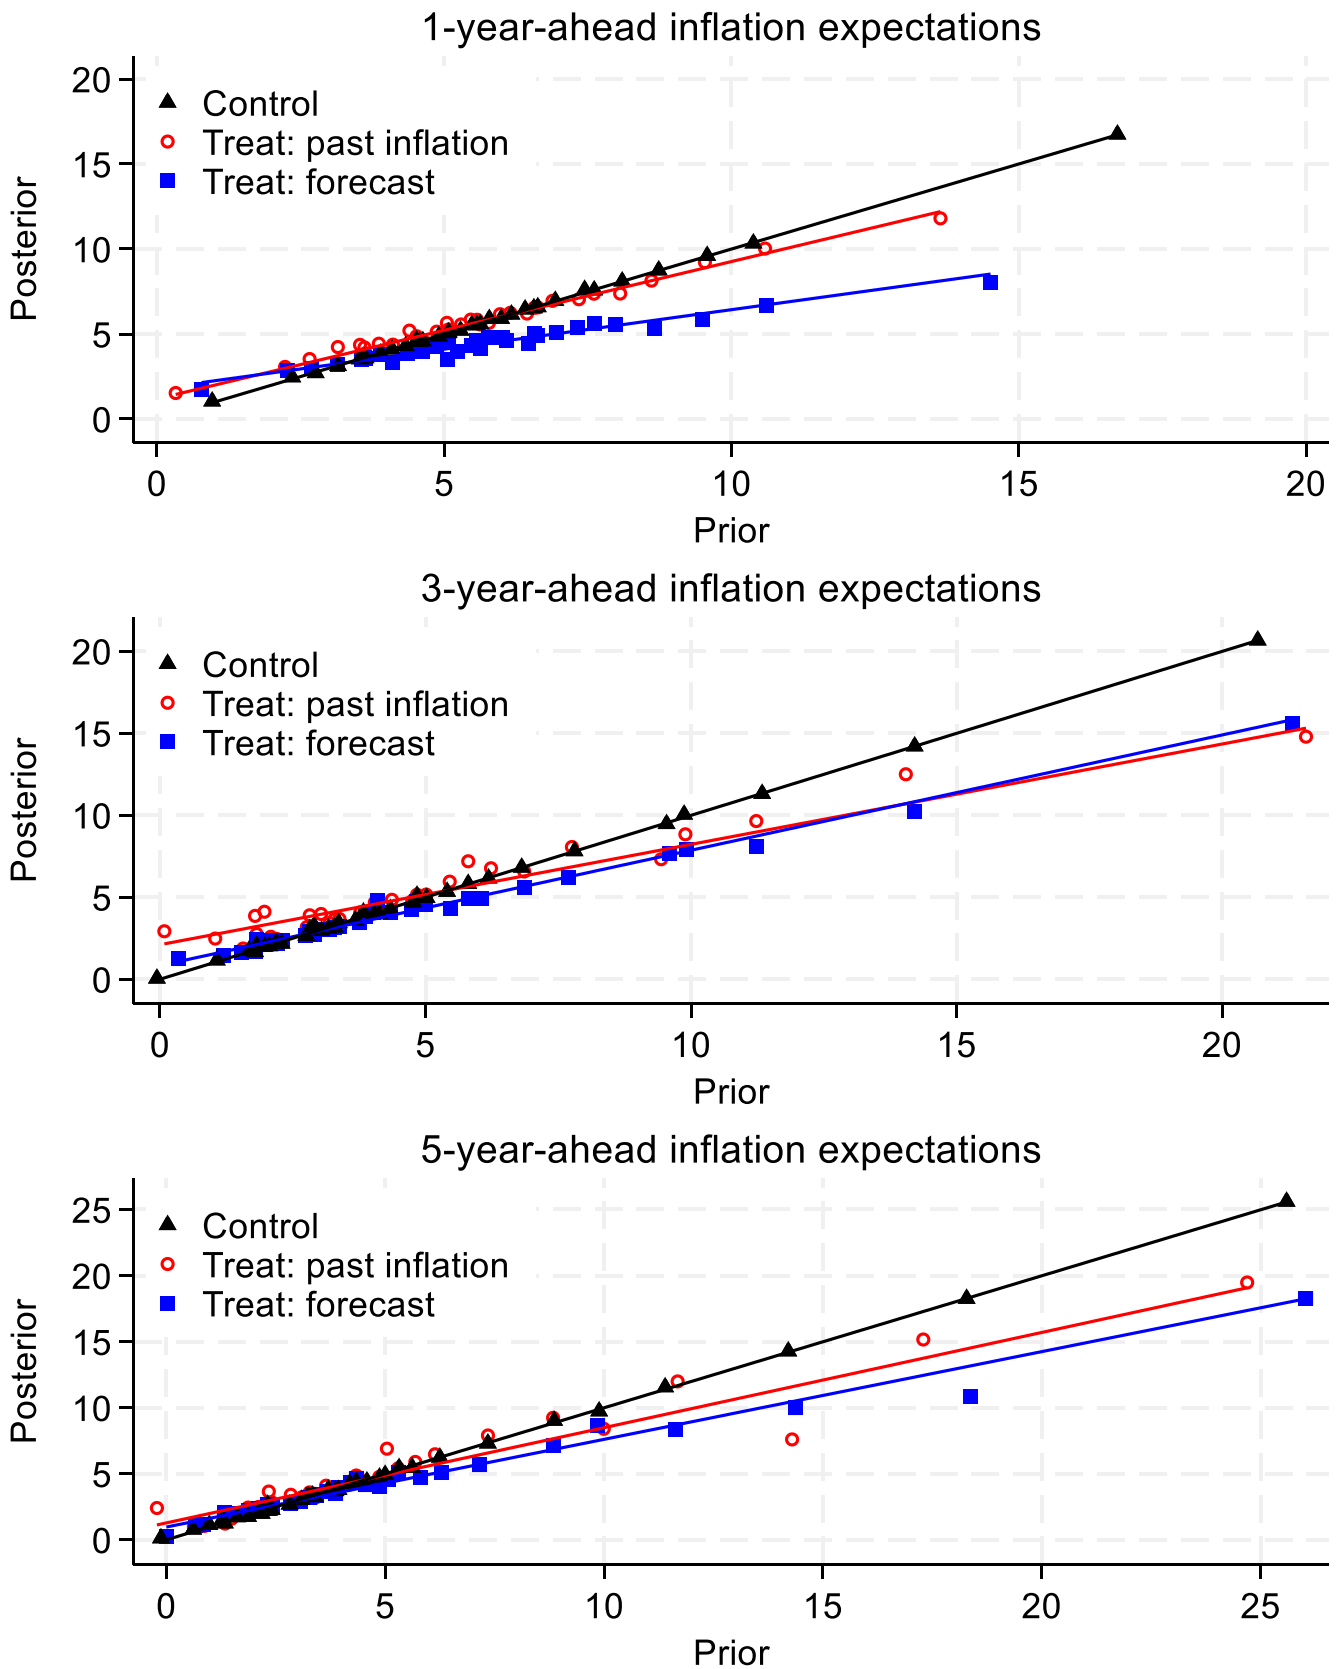 1-year-ahead inflation expectations
20
15
10
5
0
Posterior
Control
Treat: past inflation
Treat: forecast
0 5 10 15 20
Prior
3-year-ahead inflation expectations
20
15
10
5
0
Posterior
Control
Treat: past inflation
Treat: forecast
0 5 10 15 20
Prior
5-year-ahead inflation expectations
25
20
15
10
5
0
Posterior
Control
Treat: past inflation
Treat: forecast
0 5 10 15 20 25
Prior